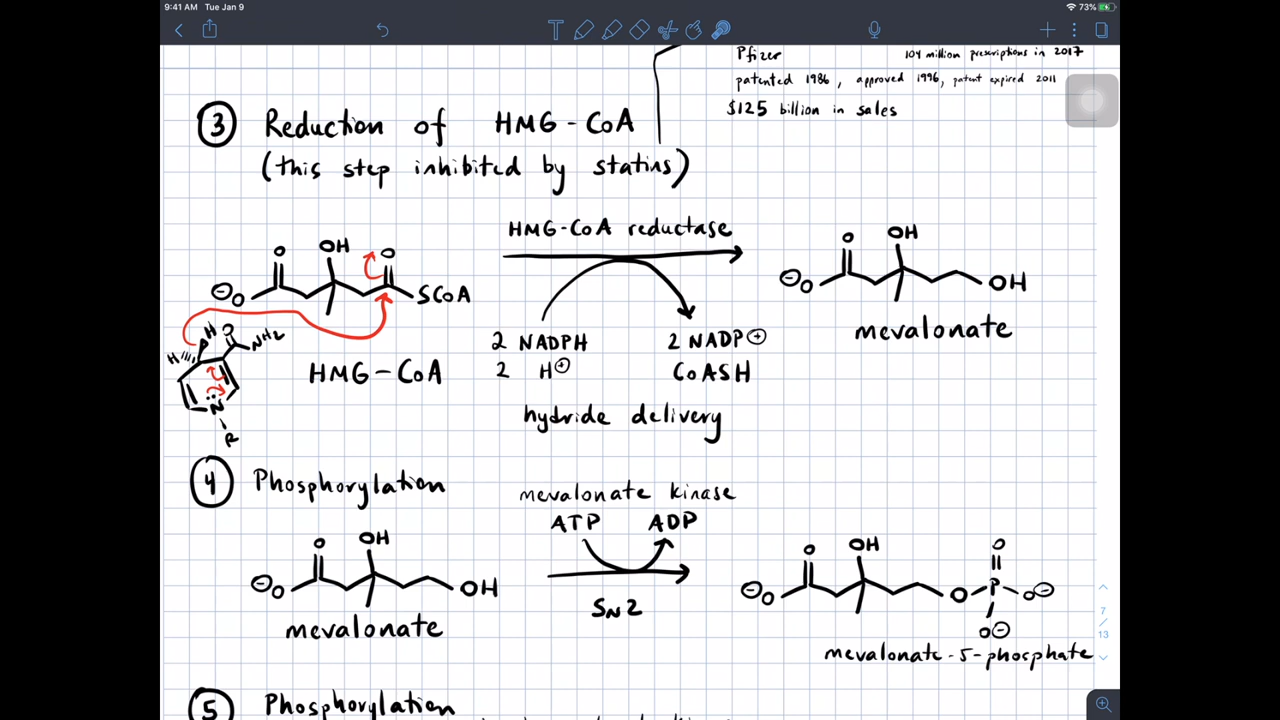 9:41 AM Tue Jan 9
73%
Pfizer 104 million prescriptions in 2017
patented 1986, approved 1996, patent expired 2011
$125 billion in sales
3 Reduction of HMG-CoA
(this step inhibited by statins)
HMG-CoA reductase
O OH O
⊖O SCoA
O OH
⊖O OH
H H O NH2
N
R
HMG-CoA
2 NADPH 2 NADP⊕
2 H⊕ CoASH
mevalonate
hydride delivery
4 Phosphorylation
mevalonate kinase
ATP ADP
SN2
O OH
⊖O OH
mevalonate
O OH O
⊖O O P O⊖
O⊖
mevalonate-5-phosphate
7
/
13
5 Phosphorylation